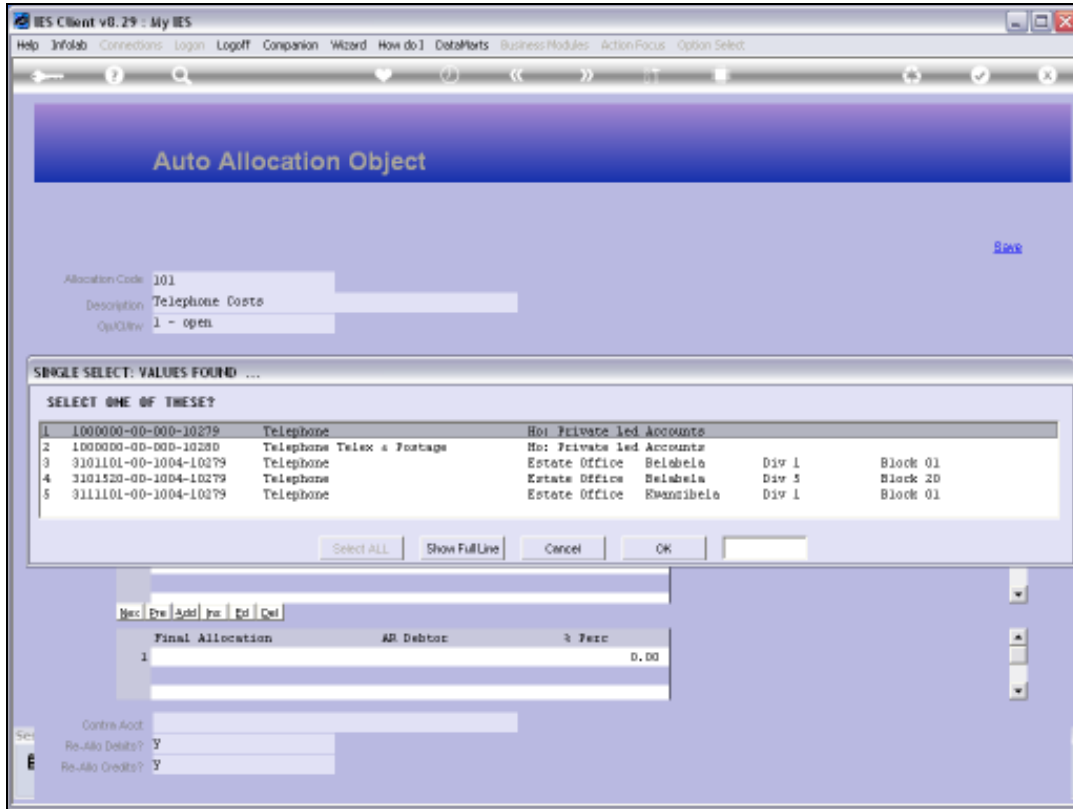 IES Client v8.29 : My IES
Help Infolab Connections Logon Logoff Companion Wizard How do I DataMarts Business Modules Action Focus Option Select
Auto Allocation Object
Save
Allocation Code 101
Description Telephone Costs
Op/Cl/Inv 1 - open
SINGLE SELECT: VALUES FOUND ...
SELECT ONE OF THESE?
1 1000000-00-000-10279 Telephone Ho: Private Led Accounts
2 1000000-00-000-10280 Telephone Telex & Postage Ho: Private Led Accounts
3 3101101-00-1004-10279 Telephone Estate Office Belabela Div 1 Block 01
4 3101520-00-1004-10279 Telephone Estate Office Belabela Div 5 Block 20
5 3111101-00-1004-10279 Telephone Estate Office Kwanzibela Div 1 Block 01
Select ALL Show Full Line Cancel OK
Nex Pre Add Ins Ed Del
Final Allocation AR Debtor % Perc
1 0.00
Contra Acct
Re-Allo Debits? Y
Re-Allo Credits? Y